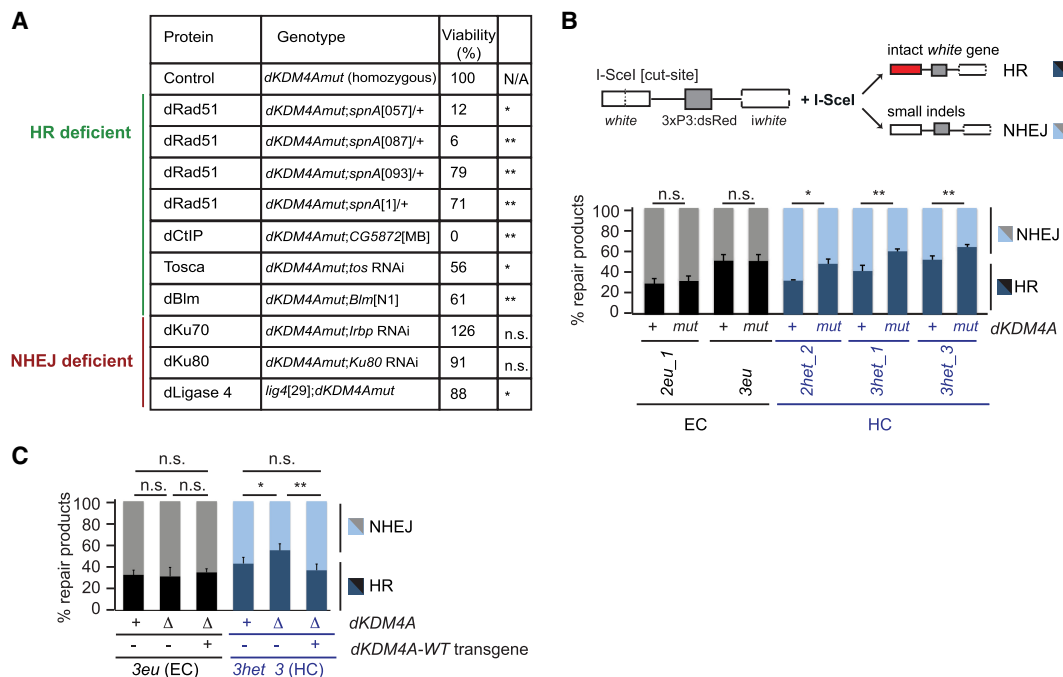 A
Protein Genotype Viability (%)
Control dKDM4Amut (homozygous) 100 N/A
HR deficient
dRad51 dKDM4Amut;spnA[057]/+ 12 *
dRad51 dKDM4Amut;spnA[087]/+ 6 **
dRad51 dKDM4Amut;spnA[093]/+ 79 **
dRad51 dKDM4Amut;spnA[1]/+ 71 **
dCtIP dKDM4Amut;CG5872[MB] 0 **
Tosca dKDM4Amut;tos RNAi 56 *
dBlm dKDM4Amut;Blm[N1] 61 **
NHEJ deficient
dKu70 dKDM4Amut;Irbp RNAi 126 n.s.
dKu80 dKDM4Amut;Ku80 RNAi 91 n.s.
dLigase 4 lig4[29];dKDM4Amut 88 *
B
I-SceI [cut-site]
white 3xP3:dsRed iwhite
+ I-SceI
intact white gene
HR
small indels
NHEJ
n.s. n.s. * ** **
% repair products
100
80
60
40
20
0
NHEJ
HR
+ mut + mut + mut + mut + mut dKDM4A
2eu_1 3eu 2het_2 3het_1 3het_3
EC HC
C
n.s. n.s.
n.s. n.s. * **
% repair products
100
80
60
40
20
0
NHEJ
HR
+ Δ Δ + Δ Δ dKDM4A
- - + - - + dKDM4A-WT transgene
3eu (EC) 3het 3 (HC)